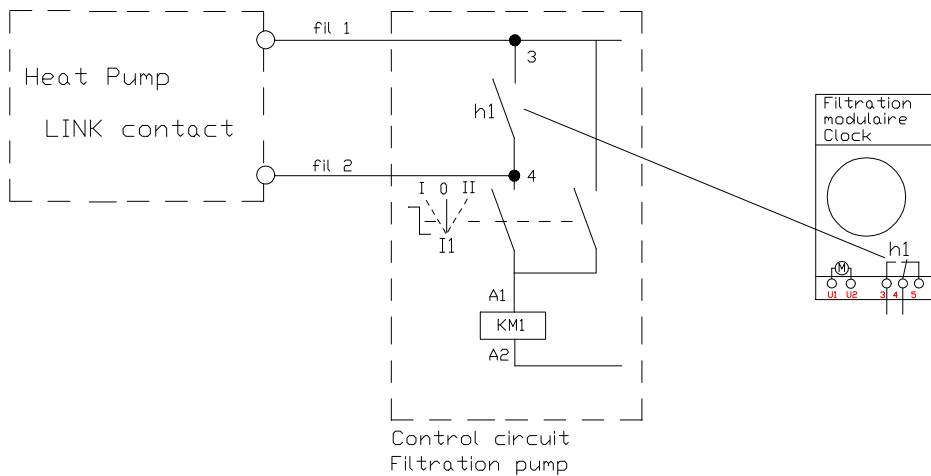 fil 1
Heat Pump
LINK contact
fil 2
3
h1
4
I 0 II
I1
A1
KM1
A2
Control circuit
Filtration pump
Filtration
modulaire
Clock
h1
M
U1 U2 3 4 5